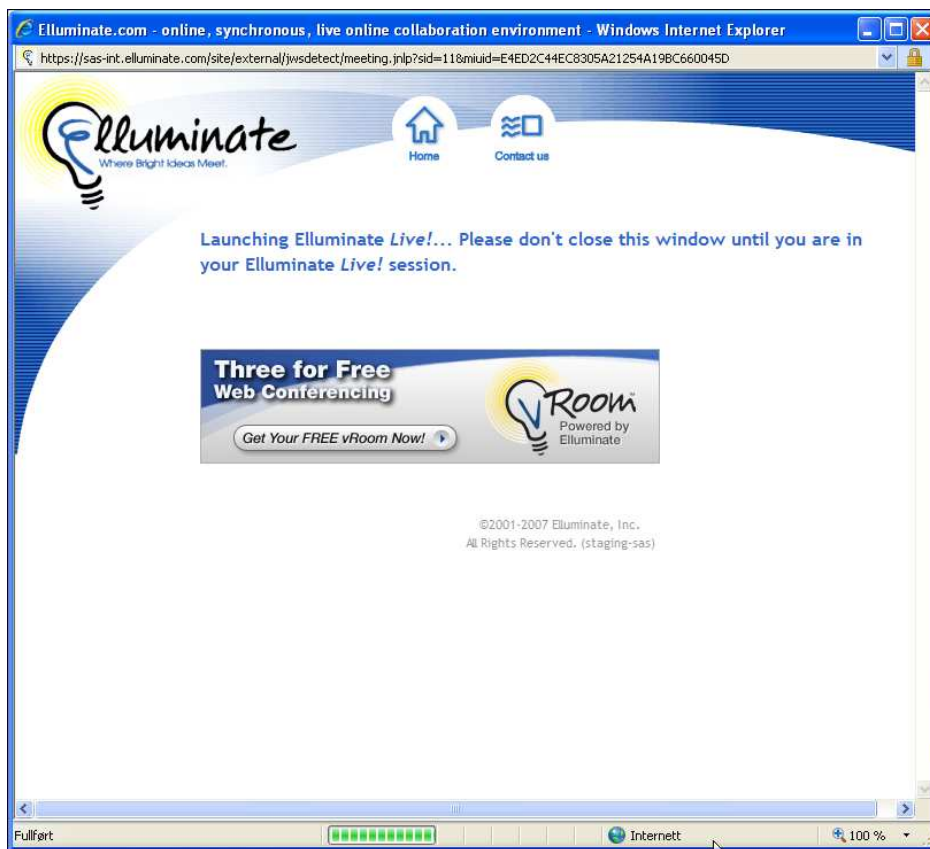 Elluminate.com - online, synchronous, live online collaboration environment - Windows Internet Explorer
https://sas-int.elluminate.com/site/external/jwsdetect/meeting.jnlp?sid=118miuid=E4ED2C44EC8305A21254A19BC660045D
Elluminate
Where Bright Ideas Meet.
Home
Contact us
Launching Elluminate Live!... Please don't close this window until you are in
your Elluminate Live! session.
Three for Free
Web Conferencing
Get Your FREE vRoom Now!
vRoom
Powered by
Elluminate
©2001-2007 Elluminate, Inc.
All Rights Reserved. (staging-sas)
Fullført
Internett
100 %